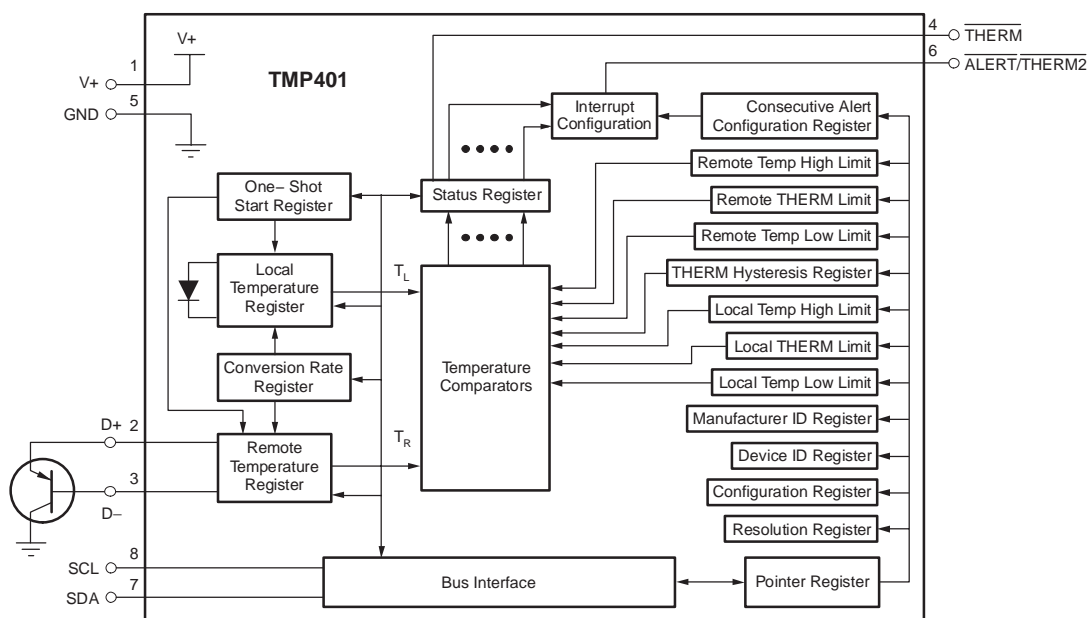 4
THERM
6
ALERT/THERM2
V+
1
V+
5
GND
TMP401
Interrupt
Configuration
Consecutive Alert
Configuration Register
Remote Temp High Limit
One– Shot
Start Register
Status Register
Remote THERM Limit
Remote Temp Low Limit
Local
Temperature
Register
TL
THERM Hysteresis Register
Local Temp High Limit
Temperature
Comparators
Local THERM Limit
Conversion Rate
Register
Local Temp Low Limit
Manufacturer ID Register
D+
2
Remote
Temperature
Register
TR
Device ID Register
3
D–
Configuration Register
Resolution Register
8
SCL
7
SDA
Bus Interface
Pointer Register